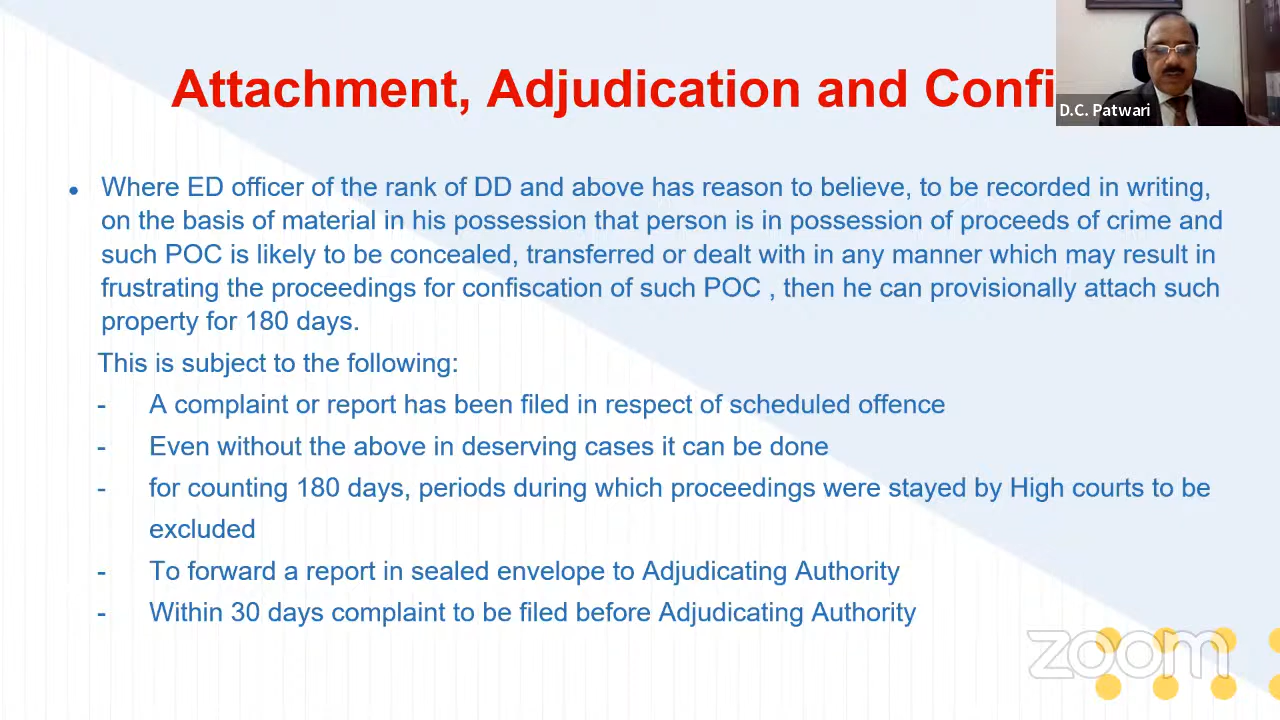 Attachment, Adjudication and Confi
D.C. Patwari
• Where ED officer of the rank of DD and above has reason to believe, to be recorded in writing,
on the basis of material in his possession that person is in possession of proceeds of crime and
such POC is likely to be concealed, transferred or dealt with in any manner which may result in
frustrating the proceedings for confiscation of such POC , then he can provisionally attach such
property for 180 days.
This is subject to the following:
- A complaint or report has been filed in respect of scheduled offence
- Even without the above in deserving cases it can be done
- for counting 180 days, periods during which proceedings were stayed by High courts to be
excluded
- To forward a report in sealed envelope to Adjudicating Authority
- Within 30 days complaint to be filed before Adjudicating Authority
zoom